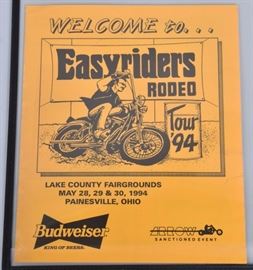 WELCOME to...
Easyriders
RODEO
Tour
'94
LAKE COUNTY FAIRGROUNDS
MAY 28, 29 & 30, 1994
PAINESVILLE, OHIO
Budweiser
KING OF BEERS.
ARROW
SANCTIONED EVENT